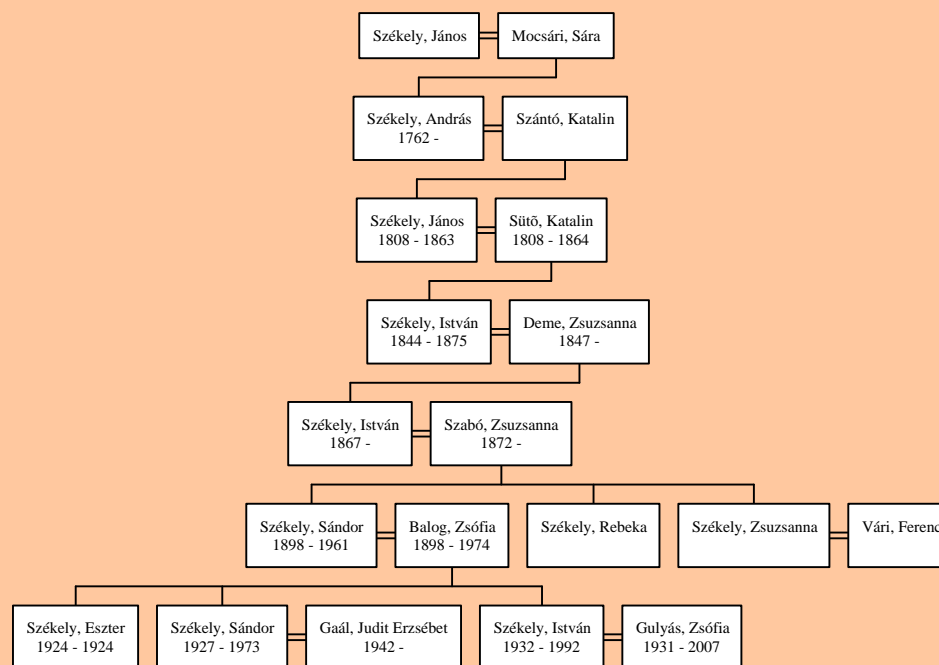 Székely, János
Mocsári, Sára
Székely, András
1762 -
Szántó, Katalin
Székely, János
1808 - 1863
Sütõ, Katalin
1808 - 1864
Székely, István
1844 - 1875
Deme, Zsuzsanna
1847 -
Székely, István
1867 -
Szabó, Zsuzsanna
1872 -
Székely, Sándor
1898 - 1961
Balog, Zsófia
1898 - 1974
Székely, Rebeka
Székely, Zsuzsanna
Vári, Ferenc
Székely, Eszter
1924 - 1924
Székely, Sándor
1927 - 1973
Gaál, Judit Erzsébet
1942 -
Székely, István
1932 - 1992
Gulyás, Zsófia
1931 - 2007